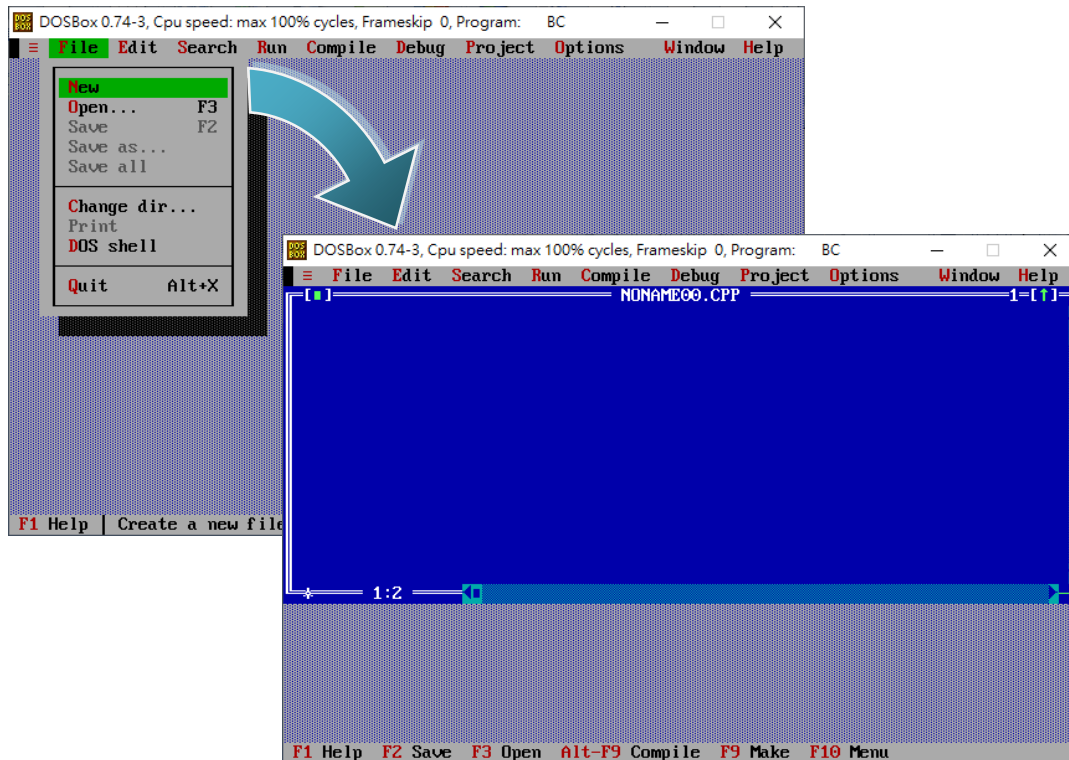 DOSBox 0.74-3, Cpu speed: max 100% cycles, Frameskip 0, Program: BC
≡ File Edit Search Run Compile Debug Project Options Window Help
New
Open... F3
Save F2
Save as...
Save all
Change dir...
Print
DOS shell
Quit Alt+X
F1 Help | Create a new file
DOSBox 0.74-3, Cpu speed: max 100% cycles, Frameskip 0, Program: BC
≡ File Edit Search Run Compile Debug Project Options Window Help
[■] NONAME00.CPP 1=[↑]
* 1:2
F1 Help F2 Save F3 Open Alt-F9 Compile F9 Make F10 Menu